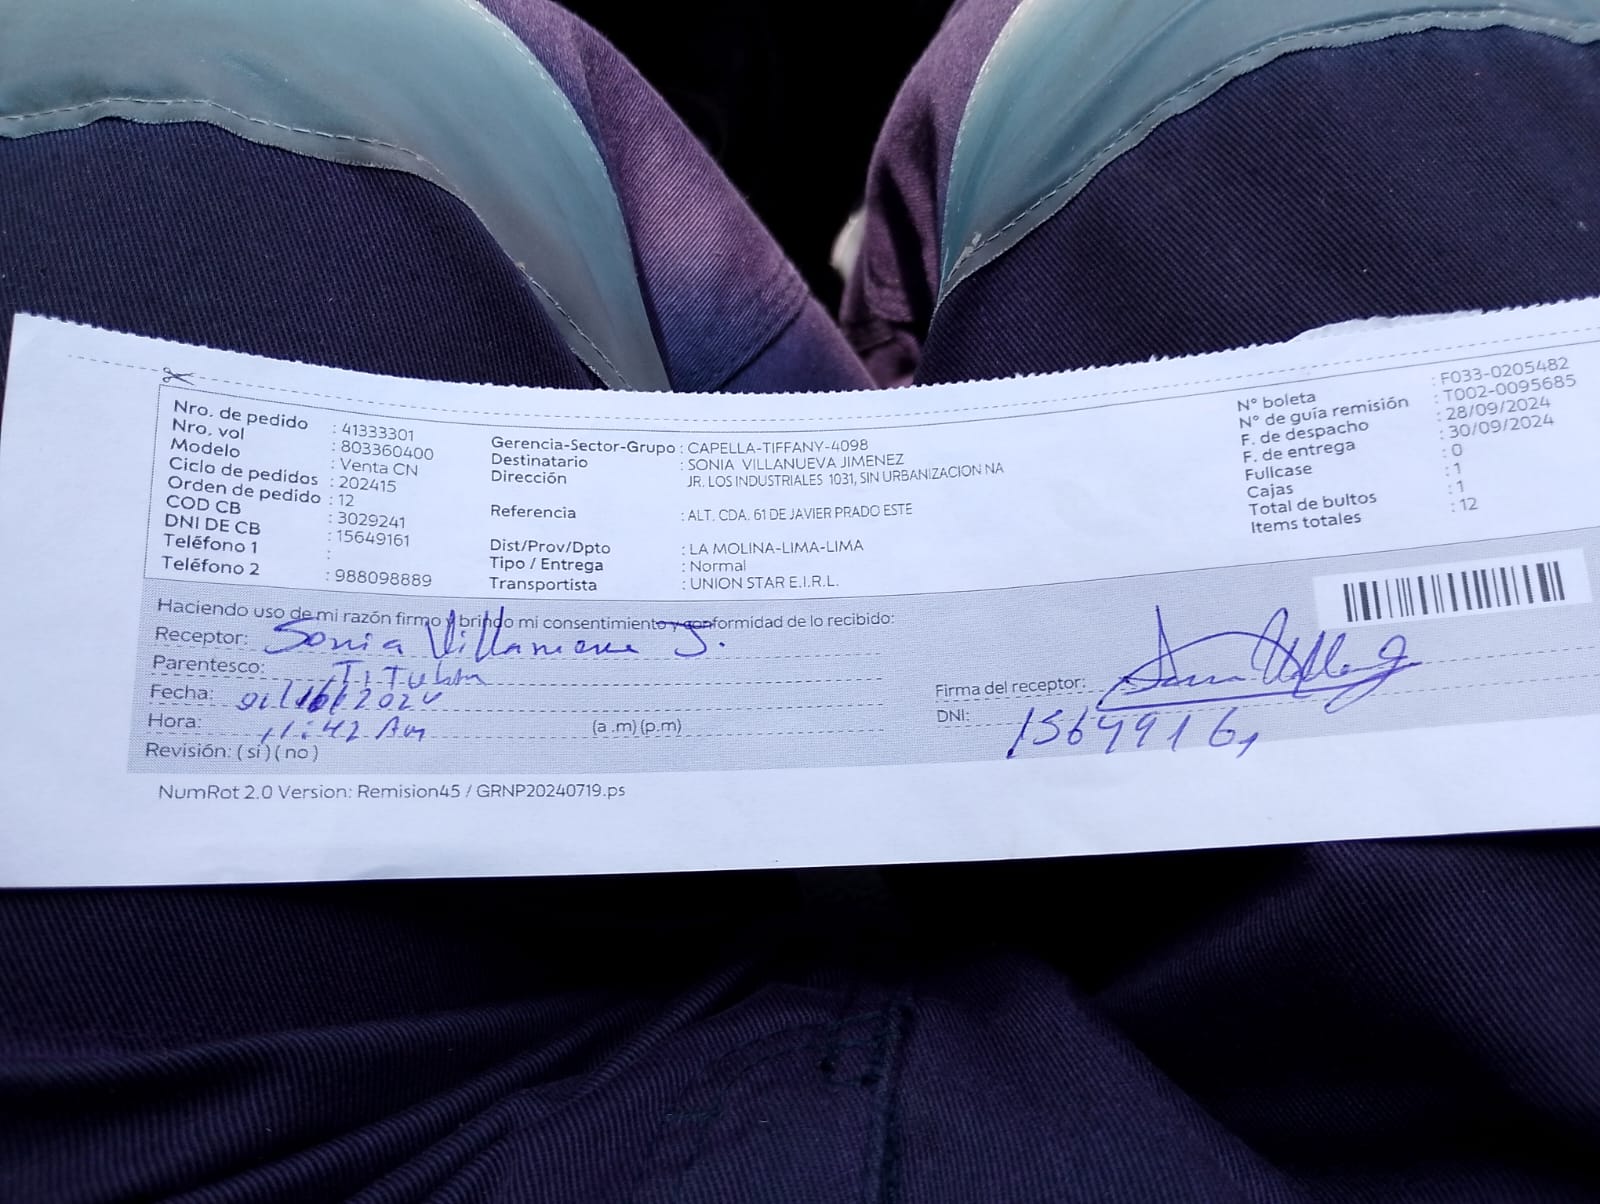 Nro. de pedido : 41333301
Nro. vol : 803360400
Modelo : Venta CN
Ciclo de pedidos : 202415
Orden de pedido : 12
COD CB : 3029241
DNI DE CB : 15649161
Teléfono 1 :
Teléfono 2 : 988098889
Gerencia-Sector-Grupo : CAPELLA-TIFFANY-4098
Destinatario : SONIA VILLANUEVA JIMENEZ
Dirección JR. LOS INDUSTRIALES 1031, SIN URBANIZACION NA
Referencia : ALT. CDA. 61 DE JAVIER PRADO ESTE
Dist/Prov/Dpto : LA MOLINA-LIMA-LIMA
Tipo / Entrega : Normal
Transportista : UNION STAR E.I.R.L.
N° boleta : F033-0205482
N° de guía remisión : T002-0095685
F. de despacho : 28/09/2024
F. de entrega : 30/09/2024
Fullcase : 0
Cajas : 1
Total de bultos : 1
Items totales : 12
Haciendo uso de mi razón firmo y brindo mi consentimiento y conformidad de lo recibido:
Receptor: Sonia Villanueva J.
Parentesco: Titular
Fecha: 2024
Hora: 11:42 Am (a .m) (p.m)
Revisión: ( si ) ( no )
Firma del receptor:
DNI: 15649161
NumRot 2.0 Version: Remision45 / GRNP20240719.ps